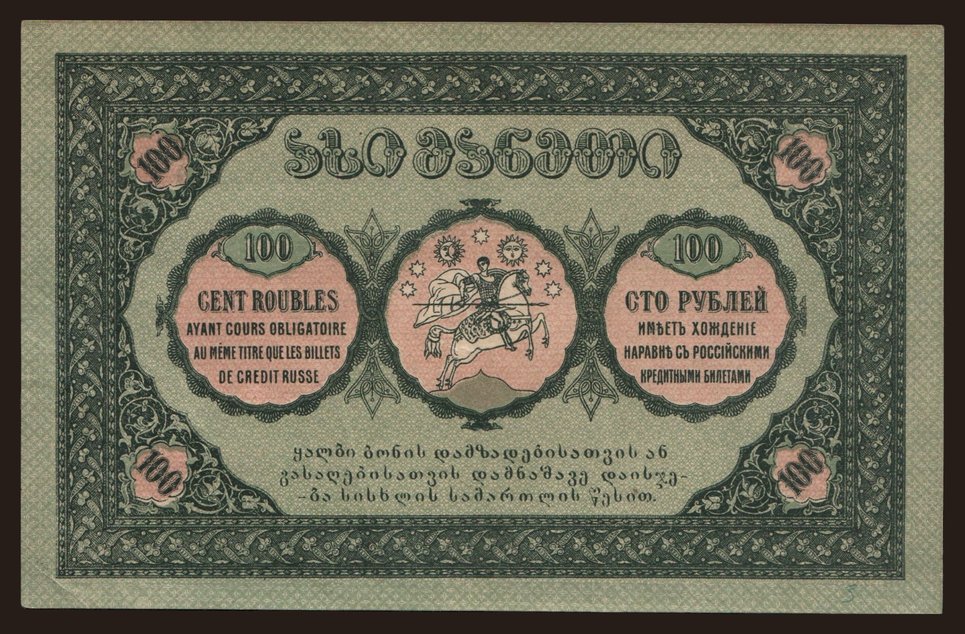 ასი მანეთი
100
100
100
100
CENT ROUBLES
AYANT COURS OBLIGATOIRE
AU MÊME TITRE QUE LES BILLETS
DE CREDIT RUSSE
СТО РУБЛЕЙ
ИМѢЕТЪ ХОЖДЕНІЕ
НАРАВНѢ СЪ РОССІЙСКИМИ
КРЕДИТНЫМИ БИЛЕТАМИ
ყალბი ბონის დამზადებისათვის ან
გასაღებისათვის დამნაშავე დაისჯე-
-ბა სისხლის სამართლის წესით.
100
100